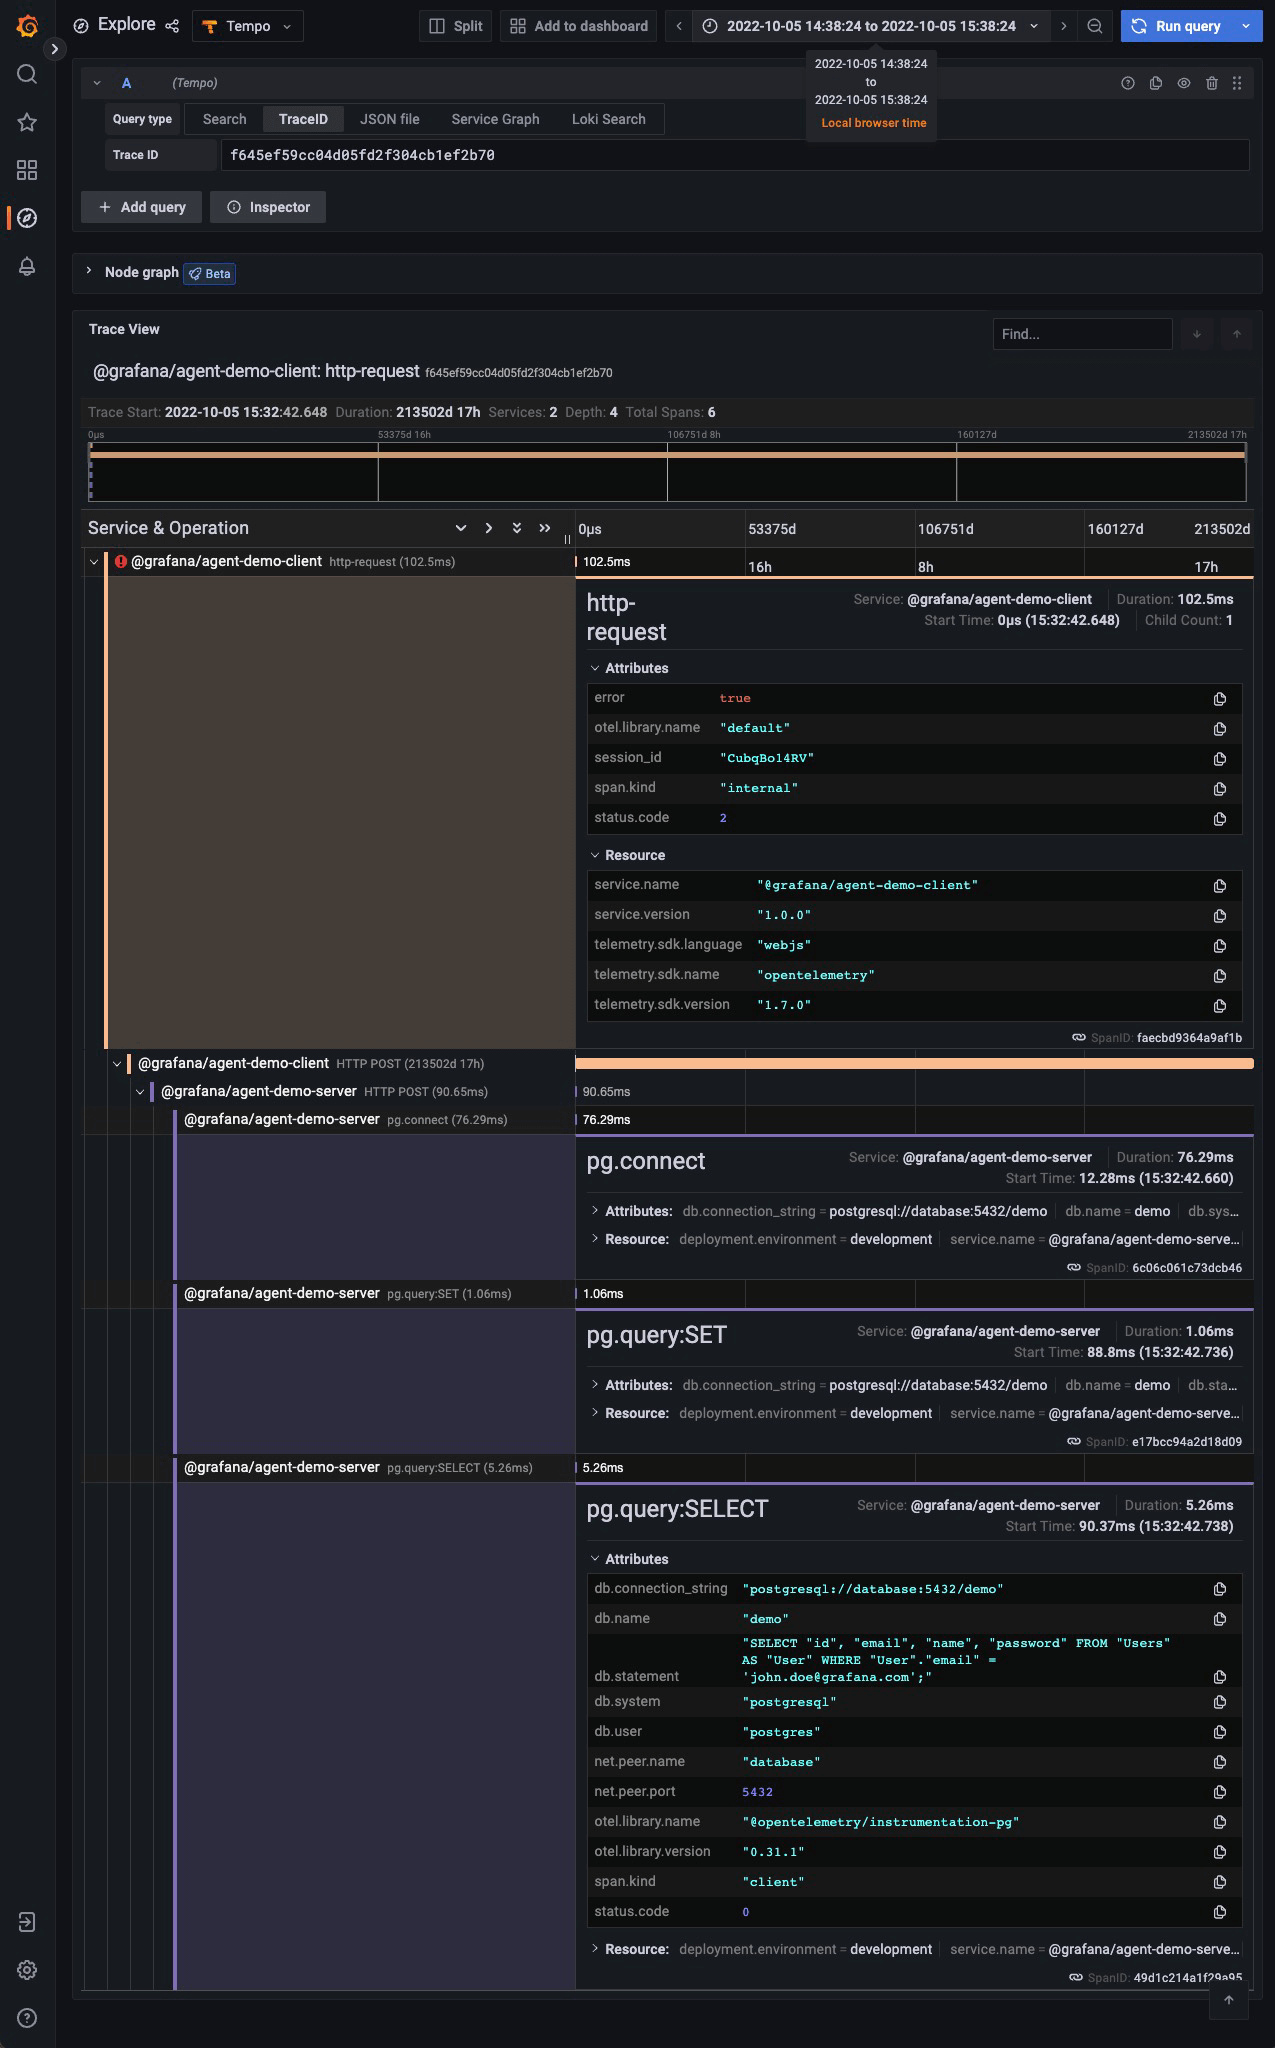 Explore
Tempo
Split
Add to dashboard
2022-10-05 14:38:24 to 2022-10-05 15:38:24
Run query
2022-10-05 14:38:24
to
2022-10-05 15:38:24
Local browser time
A (Tempo)
Query type Search TraceID JSON file Service Graph Loki Search
Trace ID f645ef59cc04d05fd2f304cb1ef2b70
+ Add query Inspector
Node graph Beta
Trace View Find...
@grafana/agent-demo-client: http-request f645ef59cc04d05fd2f304cb1ef2b70
Trace Start: 2022-10-05 15:32:42.648 Duration: 213502d 17h Services: 2 Depth: 4 Total Spans: 6
0μs 53375d 16h 106751d 8h 160127d 213502d 17h
Service & Operation 0μs 53375d 16h 106751d 8h 160127d 213502d 17h
@grafana/agent-demo-client http-request (102.5ms) 102.5ms
http-request
Service: @grafana/agent-demo-client Duration: 102.5ms
Start Time: 0μs (15:32:42.648) Child Count: 1
Attributes
error true
otel.library.name "default"
session_id "CubqBo14RV"
span.kind "internal"
status.code 2
Resource
service.name "@grafana/agent-demo-client"
service.version "1.0.0"
telemetry.sdk.language "webjs"
telemetry.sdk.name "opentelemetry"
telemetry.sdk.version "1.7.0"
SpanID: faecbd9364a9af1b
@grafana/agent-demo-client HTTP POST (213502d 17h)
@grafana/agent-demo-server HTTP POST (90.65ms) 90.65ms
@grafana/agent-demo-server pg.connect (76.29ms) 76.29ms
pg.connect Service: @grafana/agent-demo-server Duration: 76.29ms
Start Time: 12.28ms (15:32:42.660)
Attributes: db.connection_string = postgresql://database:5432/demo db.name = demo db.sys...
Resource: deployment.environment = development service.name = @grafana/agent-demo-serve...
SpanID: 6c06c061c73dcb46
@grafana/agent-demo-server pg.query:SET (1.06ms) 1.06ms
pg.query:SET Service: @grafana/agent-demo-server Duration: 1.06ms
Start Time: 88.8ms (15:32:42.736)
Attributes: db.connection_string = postgresql://database:5432/demo db.name = demo db.sta...
Resource: deployment.environment = development service.name = @grafana/agent-demo-serve...
SpanID: e17bcc94a2d18d09
@grafana/agent-demo-server pg.query:SELECT (5.26ms) 5.26ms
pg.query:SELECT Service: @grafana/agent-demo-server Duration: 5.26ms
Start Time: 90.37ms (15:32:42.738)
Attributes
db.connection_string "postgresql://database:5432/demo"
db.name "demo"
db.statement "SELECT "id", "email", "name", "password" FROM "Users"
AS "User" WHERE "User"."email" =
'john.doe@grafana.com';"
db.system "postgresql"
db.user "postgres"
net.peer.name "database"
net.peer.port 5432
otel.library.name "@opentelemetry/instrumentation-pg"
otel.library.version "0.31.1"
span.kind "client"
status.code 0
Resource: deployment.environment = development service.name = @grafana/agent-demo-serve...
SpanID: 49d1c214a1f29a95